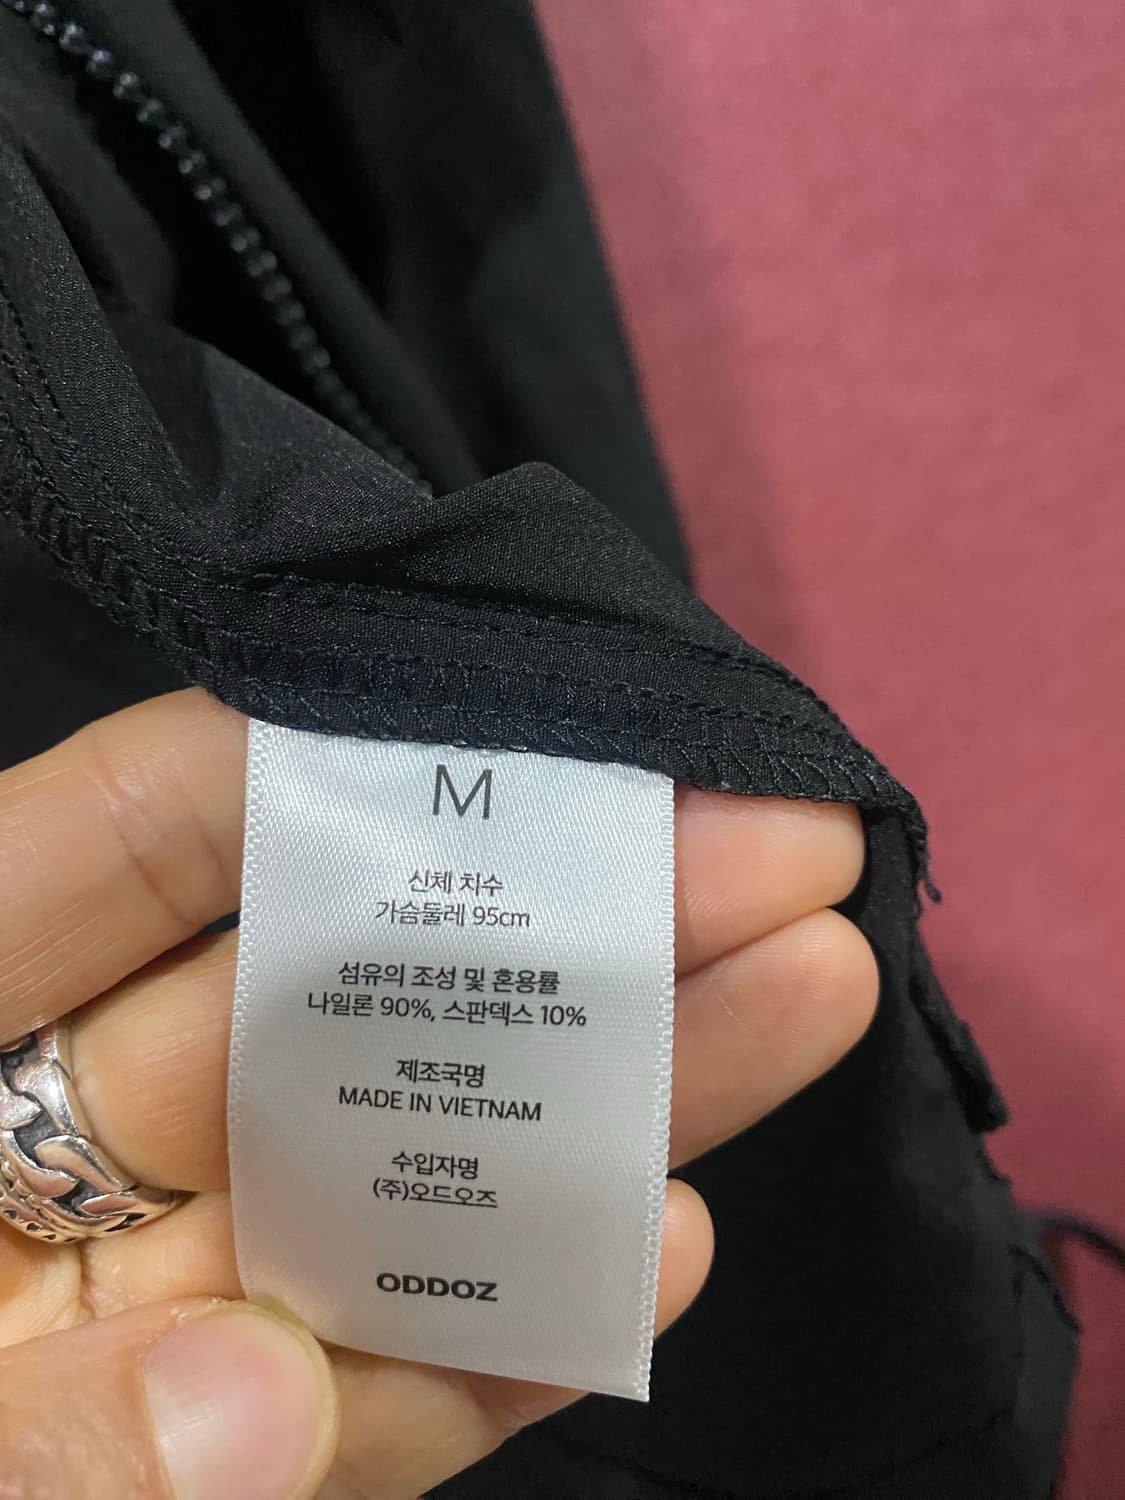 M
신체 치수
가슴둘레 95cm
섬유의 조성 및 혼용률
나일론 90%, 스판덱스 10%
제조국명
MADE IN VIETNAM
수입자명
(주)오드오즈
ODDOZ